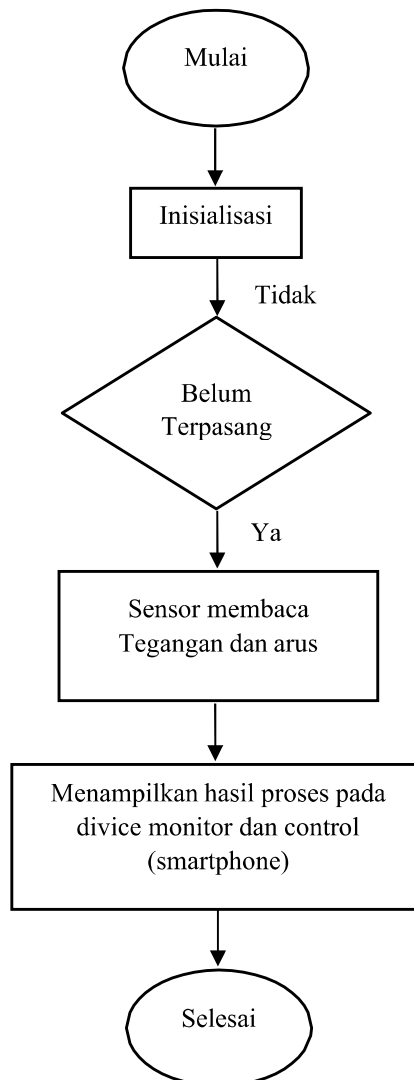 Mulai
Inisialisasi
Tidak
Belum
Terpasang
Ya
Sensor membaca
Tegangan dan arus
Menampilkan hasil proses pada
divice monitor dan control
(smartphone)
Selesai